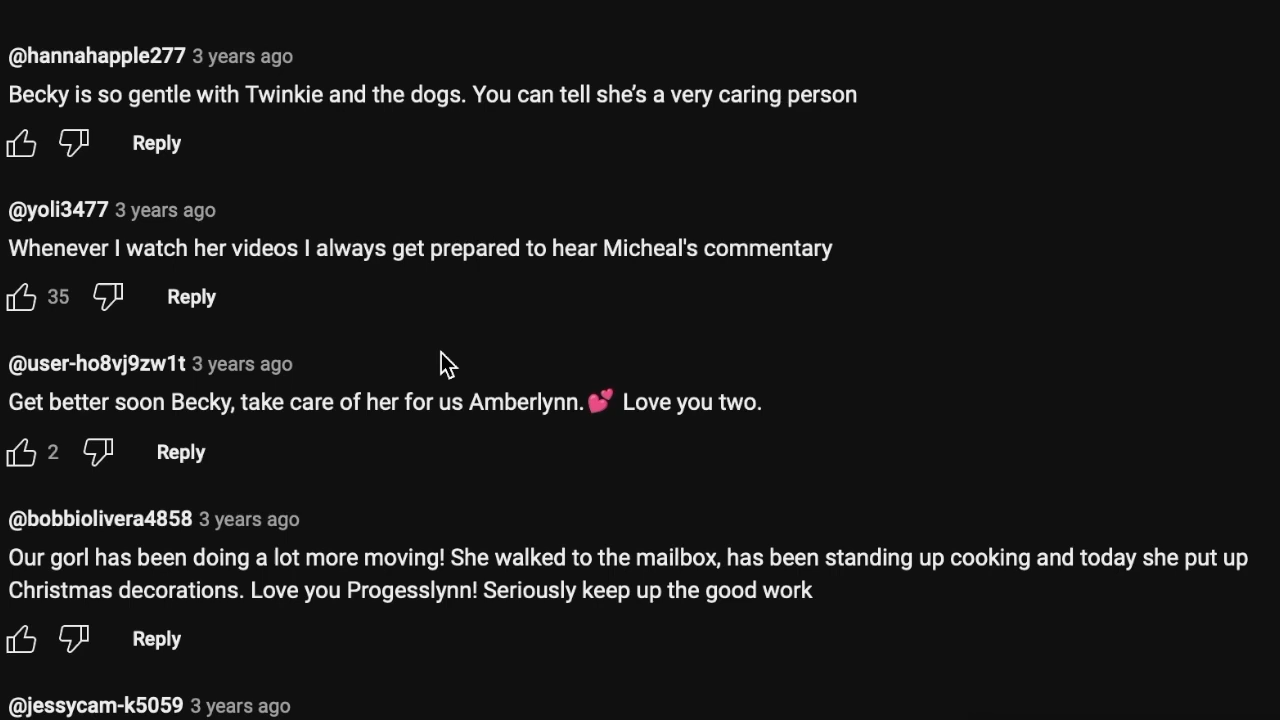 @hannahapple277 3 years ago
Becky is so gentle with Twinkie and the dogs. You can tell she’s a very caring person
Reply
@yoli3477 3 years ago
Whenever I watch her videos I always get prepared to hear Micheal's commentary
35 Reply
@user-ho8vj9zw1t 3 years ago
Get better soon Becky, take care of her for us Amberlynn.💕 Love you two.
2 Reply
@bobbiolivera4858 3 years ago
Our gorl has been doing a lot more moving! She walked to the mailbox, has been standing up cooking and today she put up
Christmas decorations. Love you Progesslynn! Seriously keep up the good work
Reply
@jessycam-k5059 3 years ago